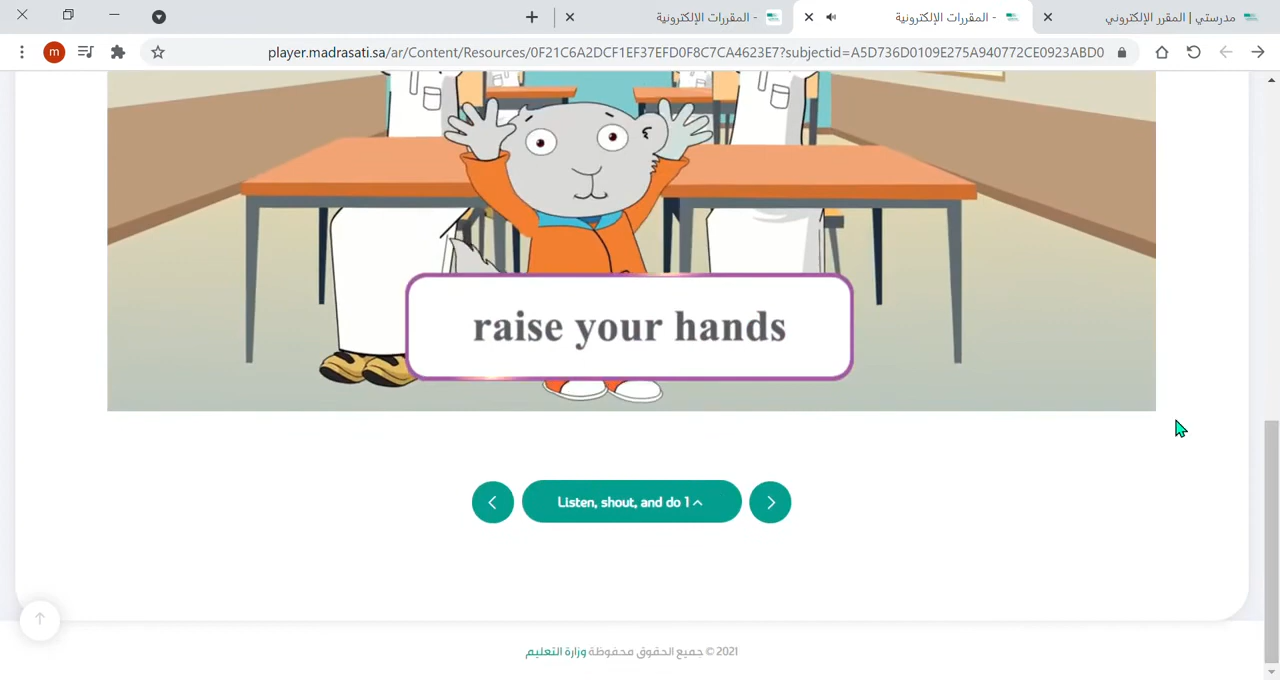 مدرستي | المقرر الإلكتروني
المقررات الإلكترونية -
المقررات الإلكترونية -
player.madrasati.sa/ar/Content/Resources/0F21C6A2DCF1EF37EFD0F8C7CA4623E7?subjectid=A5D736D0109E275A940772CE0923ABD0
m
raise your hands
Listen, shout, and do 1
2021 © جميع الحقوق محفوظة وزارة التعليم